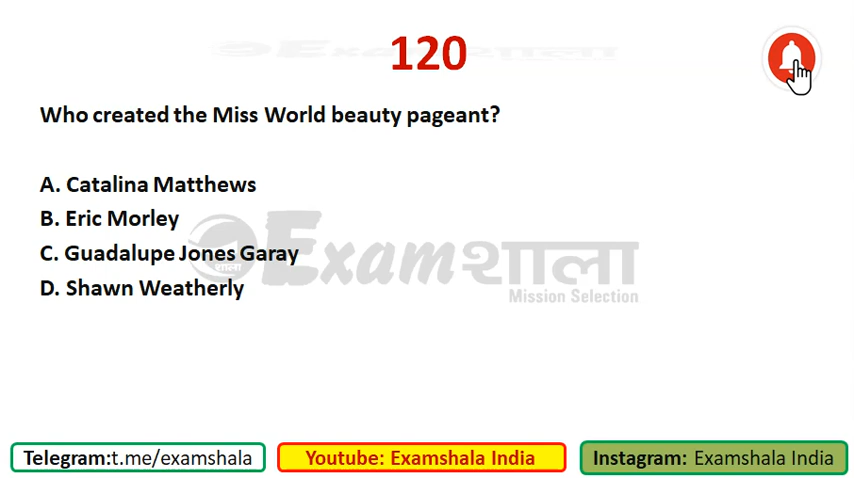 120
Who created the Miss World beauty pageant?
A. Catalina Matthews
B. Eric Morley
C. Guadalupe Jones Garay
D. Shawn Weatherly
Examशाला
शाला
Mission Selection
Telegram:t.me/examshala
Youtube: Examshala India
Instagram: Examshala India